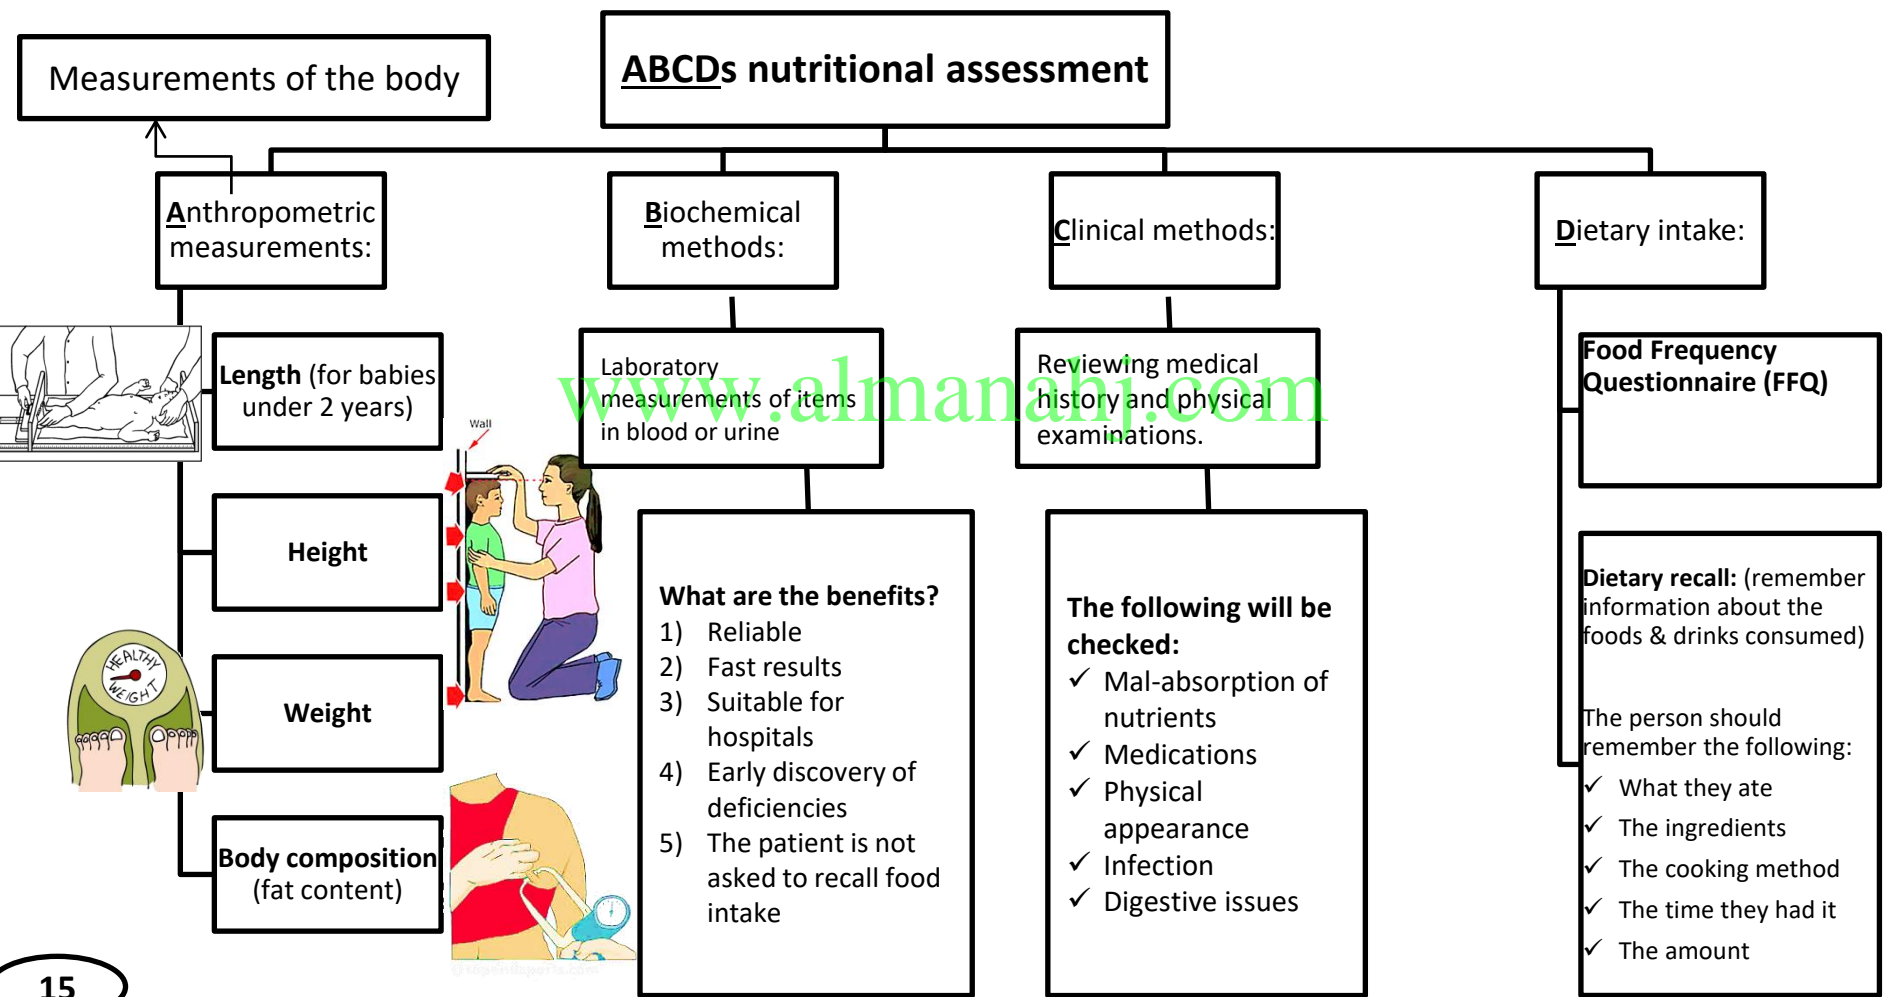 Measurements of the body
ABCDs nutritional assessment
Anthropometric
measurements:
Length (for babies
under 2 years)
Height
Weight
Body composition
(fat content)
Wall
HEALTHY
WEIGHT
Biochemical
methods:
Laboratory
measurements of items
in blood or urine
What are the benefits?
1) Reliable
2) Fast results
3) Suitable for
hospitals
4) Early discovery of
deficiencies
5) The patient is not
asked to recall food
intake
Clinical methods:
Reviewing medical
history and physical
examinations.
The following will be
checked:
✓ Mal-absorption of
nutrients
✓ Medications
✓ Physical
appearance
✓ Infection
✓ Digestive issues
Dietary intake:
Food Frequency
Questionnaire (FFQ)
Dietary recall: (remember
information about the
foods & drinks consumed)
The person should
remember the following:
✓ What they ate
✓ The ingredients
✓ The cooking method
✓ The time they had it
✓ The amount
www.almanahj.com
15